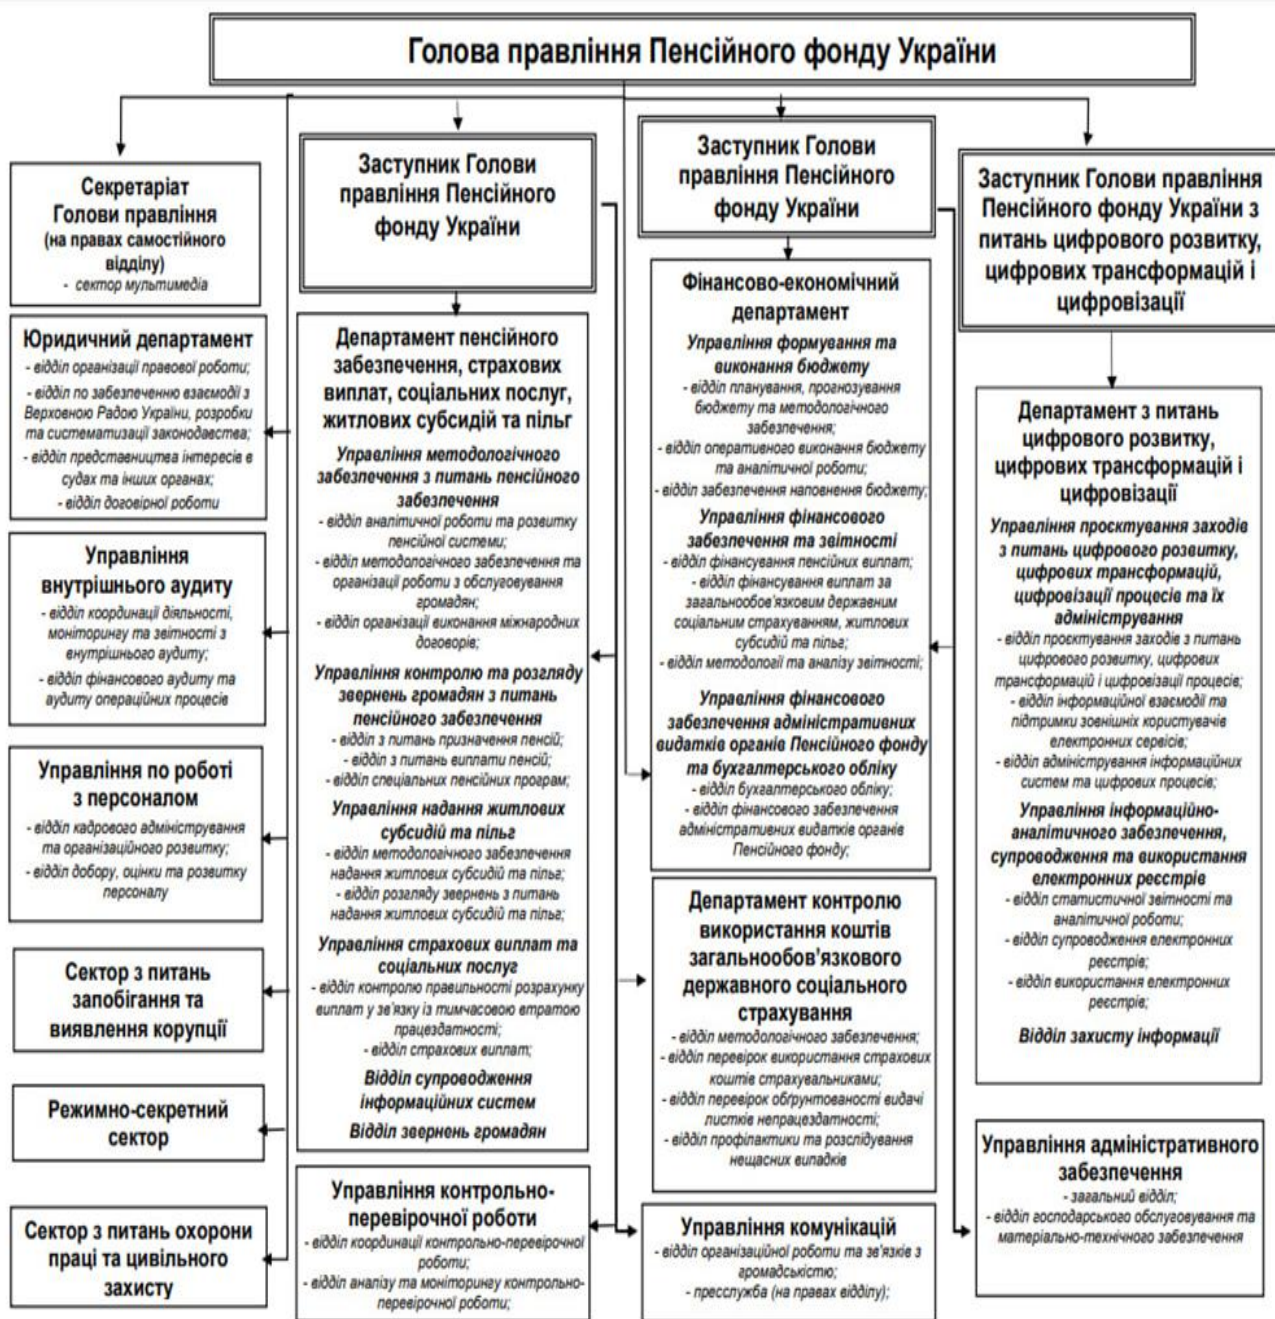 Голова правління Пенсійного фонду України
Секретаріат
Голови правління
(на правах самостійного
відділу)
- сектор мультимедіа
Юридичний департамент
- відділ організації правової роботи;
- відділ по забезпеченню взаємодії з
Верховною Радою України, розробки
та систематизації законодавства;
- відділ представництва інтересів в
судах та інших органах;
- відділ договірної роботи
Управління
внутрішнього аудиту
- відділ координації діяльності,
моніторингу та звітності з
внутрішнього аудиту;
- відділ фінансового аудиту та
аудиту операційних процесів
Управління по роботі
з персоналом
- відділ кадрового адміністрування
та організаційного розвитку;
- відділ добору, оцінки та розвитку
персоналу
Сектор з питань
запобігання та
виявлення корупції
Режимно-секретний
сектор
Сектор з питань охорони
праці та цивільного
захисту
Заступник Голови
правління Пенсійного
фонду України
Департамент пенсійного
забезпечення, страхових
виплат, соціальних послуг,
житлових субсидій та пільг
Управління методологічного
забезпечення з питань пенсійного
забезпечення
- відділ аналітичної роботи та розвитку
пенсійної системи;
- відділ методологічного забезпечення та
організації роботи з обслуговування
громадян;
- відділ організації виконання міжнародних
договорів;
Управління контролю та розгляду
звернень громадян з питань
пенсійного забезпечення
- відділ з питань призначення пенсій;
- відділ з питань виплати пенсій;
- відділ спеціальних пенсійних програм;
Управління надання житлових
субсидій та пільг
- відділ методологічного забезпечення
надання житлових субсидій та пільг;
- відділ розгляду звернень з питань
надання житлових субсидій та пільг;
Управління страхових виплат та
соціальних послуг
- відділ контролю правильності розрахунку
виплат у зв'язку із тимчасовою втратою
працездатності;
- відділ страхових виплат;
Відділ супроводження
інформаційних систем
Відділ звернень громадян
Управління контрольно-
перевірочної роботи
- відділ координації контрольно-перевірочної
роботи;
- відділ аналізу та моніторингу контрольно-
перевірочної роботи;
Заступник Голови
правління Пенсійного
фонду України
Фінансово-економічний
департамент
Управління формування та
виконання бюджету
- відділ планування, прогнозування
бюджету та методологічного
забезпечення;
- відділ оперативного виконання бюджету
та аналітичної роботи;
- відділ забезпечення наповнення бюджету;
Управління фінансового
забезпечення та звітності
- відділ фінансування пенсійних виплат;
- відділ фінансування виплат за
загальнообов'язковим державним
соціальним страхуванням, житлових
субсидій та пільг;
- відділ методології та аналізу звітності;
Управління фінансового
забезпечення адміністративних
видатків органів Пенсійного фонду
та бухгалтерського обліку
- відділ бухгалтерського обліку;
- відділ фінансового забезпечення
адміністративних видатків органів
Пенсійного фонду;
Департамент контролю
використання коштів
загальнообов'язкового
державного соціального
страхування
- відділ методологічного забезпечення;
- відділ перевірок використання страхових
коштів страхувальниками;
- відділ перевірок обґрунтованості видачі
листків непрацездатності;
- відділ профілактики та розслідування
нещасних випадків
Управління комунікацій
- відділ організаційної роботи та зв'язків з
громадськістю;
- пресслужба (на правах відділу);
Заступник Голови правління
Пенсійного фонду України з
питань цифрового розвитку,
цифрових трансформацій і
цифровізації
Департамент з питань
цифрового розвитку,
цифрових трансформацій і
цифровізації
Управління проєктування заходів
з питань цифрового розвитку,
цифрових трансформацій,
цифровізації процесів та їх
адміністрування
- відділ проєктування заходів з питань
цифрового розвитку, цифрових
трансформацій і цифровізації процесів;
- відділ інформаційної взаємодії та
підтримки зовнішніх користувачів
електронних сервісів;
- відділ адміністрування інформаційних
систем та цифрових процесів;
Управління інформаційно-
аналітичного забезпечення,
супроводження та використання
електронних реєстрів
- відділ статистичної звітності та
аналітичної роботи;
- відділ супроводження електронних
реєстрів;
- відділ використання електронних
реєстрів;
Відділ захисту інформації
Управління адміністративного
забезпечення
- загальний відділ;
- відділ господарського обслуговування та
матеріально-технічного забезпечення